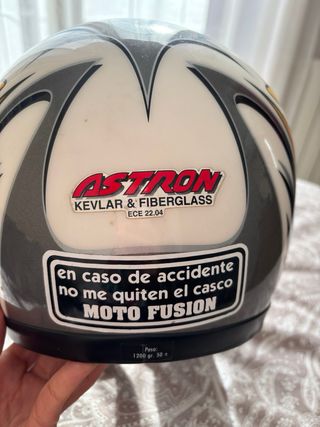 ASTRON
KEVLAR & FIBERGLASS
ECE 22.04
en caso de accidente
no me quiten el casco
MOTO FUSION
Peso:
1200 gr. 50 ±